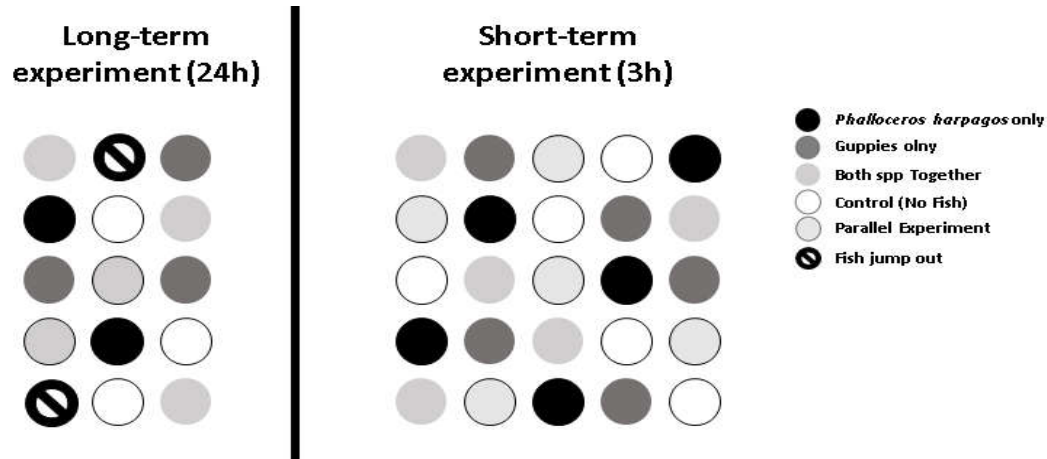 Long-term
experiment (24h)
Short-term
experiment (3h)
Phalloceros harpagos only
Guppies olny
Both spp Together
Control (No Fish)
Parallel Experiment
Fish jump out